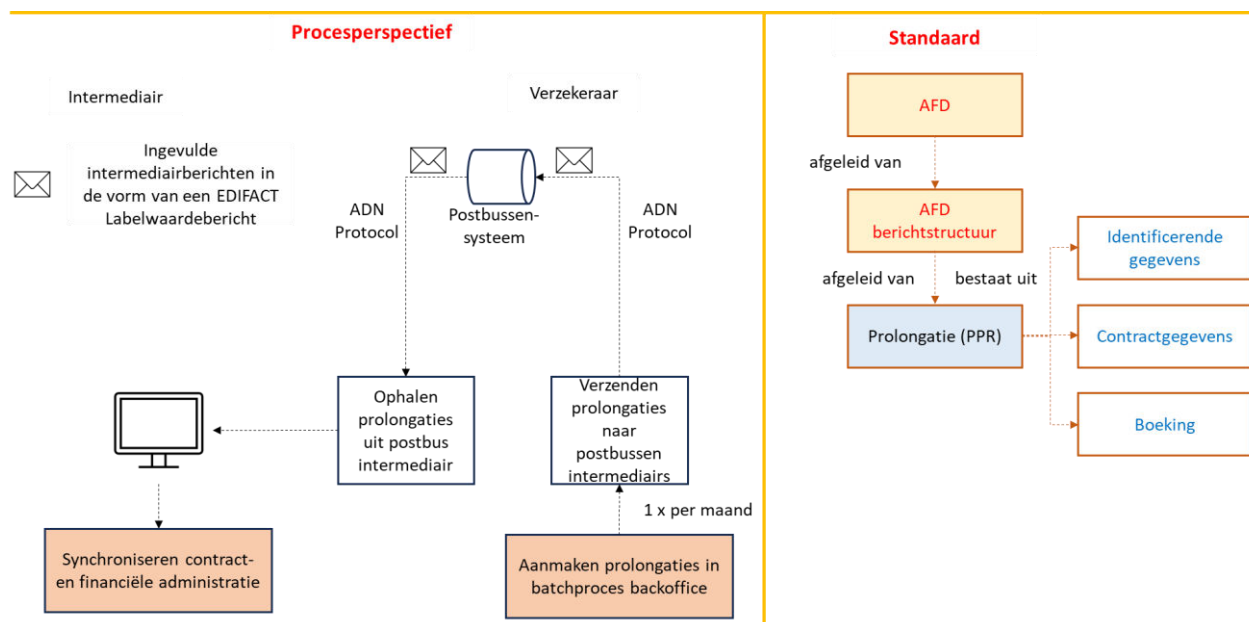 Procesperspectief
Intermediair
Verzekeraar
Ingevulde
intermediairberichten in
de vorm van een EDIFACT
Labelwaardebericht
ADN
Protocol
Postbussen-
systeem
ADN
Protocol
Ophalen
prolongaties
uit postbus
intermediair
Verzenden
prolongaties
naar
postbussen
intermediairs
1 x per maand
Synchroniseren contract-
en financiële administratie
Aanmaken prolongaties in
batchproces backoffice
Standaard
AFD
afgeleid van
AFD
berichtstructuur
afgeleid van
bestaat uit
Prolongatie (PPR)
Identificerende
gegevens
Contractgegevens
Boeking